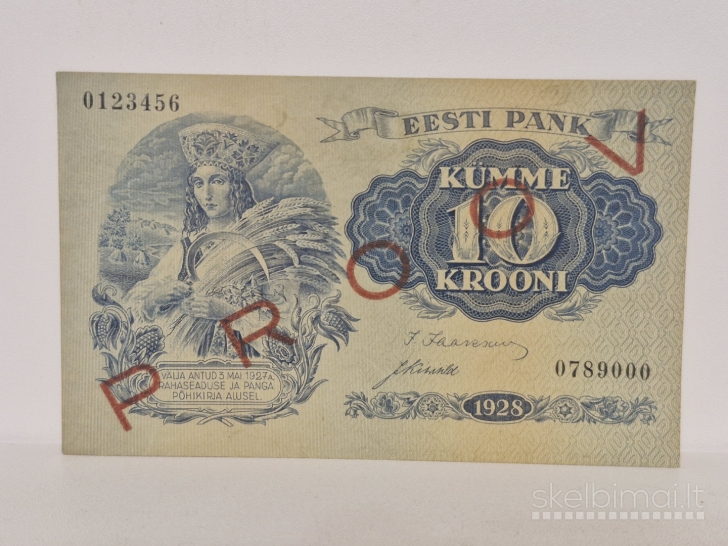 0123456
EESTI PANK
KÜMME
10
KROONI
PROOV
VÄLJA ANTUD 3. MAI 1927.A.
RAHASEADUSE JA PANGA
PÕHIKIRJA ALUSEL.
0789000
1928
skelbimai.lt